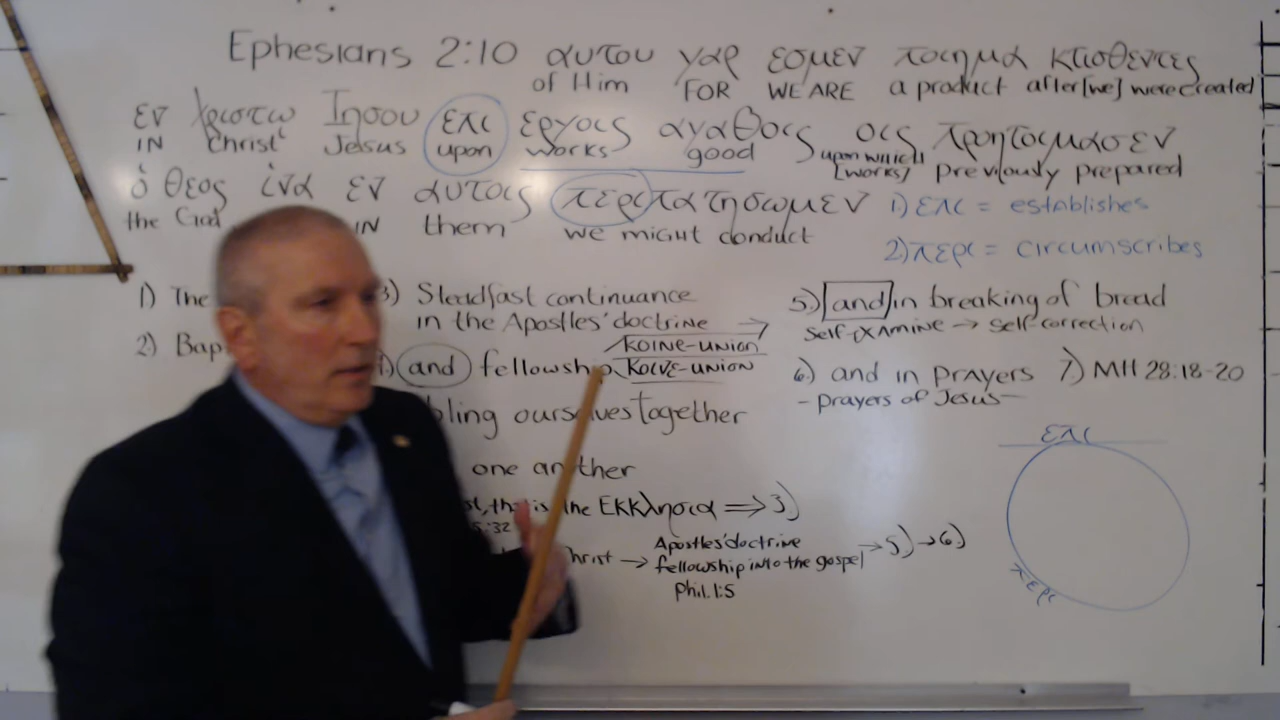 Ephesians 2:10 αυτου γαρ εσμεν ποιημα κτισθεντες
of Him FOR WE ARE a product after [we] were created
εν χριστω Ιησου επι εργοις αγαθοις οις προητοιμασεν
IN Christ Jesus upon works good upon which [works] previously prepared
ὁ θεος ἱνα εν αυτοις περιπατησωμεν 1) επι = establishes
the God IN them we might conduct 2) περι = circumscribes
1) The
2) Bap
3) Steadfast continuance
in the Apostles' doctrine →
KOINE-UNION
) and fellowship KOIVE-UNION
bling ourselves together
one another
st, that is the Εκκλησια ⇒ 3)
5:32
hrist → Apostles' doctrine
fellowship into the gospel → 5) → 6)
Phil. 1:5
5) and in breaking of bread
self-examine → self-correction
6) and in prayers 7) Mtt 28:18-20
- prayers of Jesus -
επι
περι